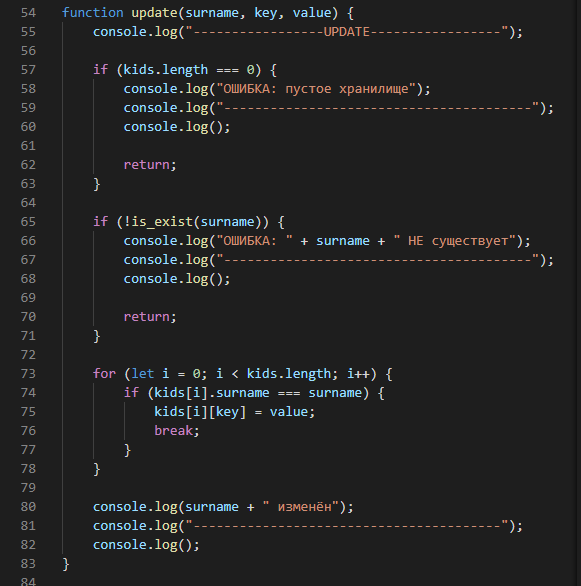 54 function update(surname, key, value) {
55 console.log("-----------------UPDATE-----------------");
56
57 if (kids.length === 0) {
58 console.log("ОШИБКА: пустое хранилище");
59 console.log("----------------------------------------");
60 console.log();
61
62 return;
63 }
64
65 if (!is_exist(surname)) {
66 console.log("ОШИБКА: " + surname + " НЕ существует");
67 console.log("----------------------------------------");
68 console.log();
69
70 return;
71 }
72
73 for (let i = 0; i < kids.length; i++) {
74 if (kids[i].surname === surname) {
75 kids[i][key] = value;
76 break;
77 }
78 }
79
80 console.log(surname + " изменён");
81 console.log("----------------------------------------");
82 console.log();
83 }
84